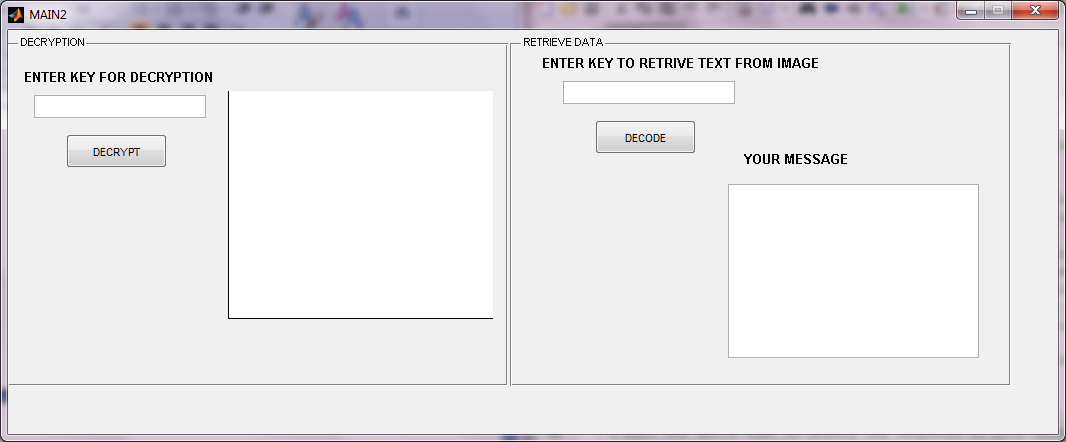 MAIN2
DECRYPTION
ENTER KEY FOR DECRYPTION
DECRYPT
RETRIEVE DATA
ENTER KEY TO RETRIVE TEXT FROM IMAGE
DECODE
YOUR MESSAGE